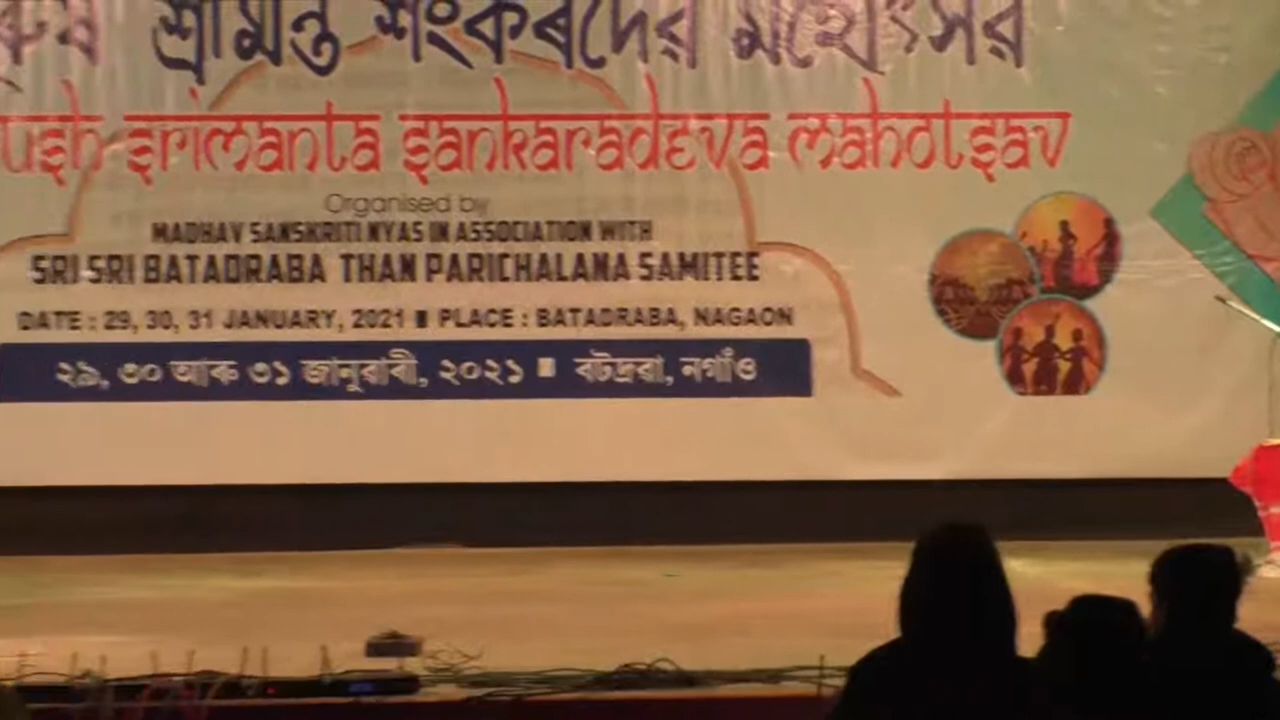 শ্ৰীমন্ত শংকৰদেৱ মহোৎসৱ
ush srimanta sankaradeva mahotsav
Organised by
MADHAV SANSKRITI NYAS IN ASSOCIATION WITH
SRI SRI BATADRABA THAN PARICHALANA SAMITEE
DATE : 29, 30, 31 JANUARY, 2021 ▮ PLACE : BATADRABA, NAGAON
২৯, ৩০ আৰু ৩১ জানুৱাৰী, ২০২১ ▮ বটদ্ৰৱা, নগাঁও